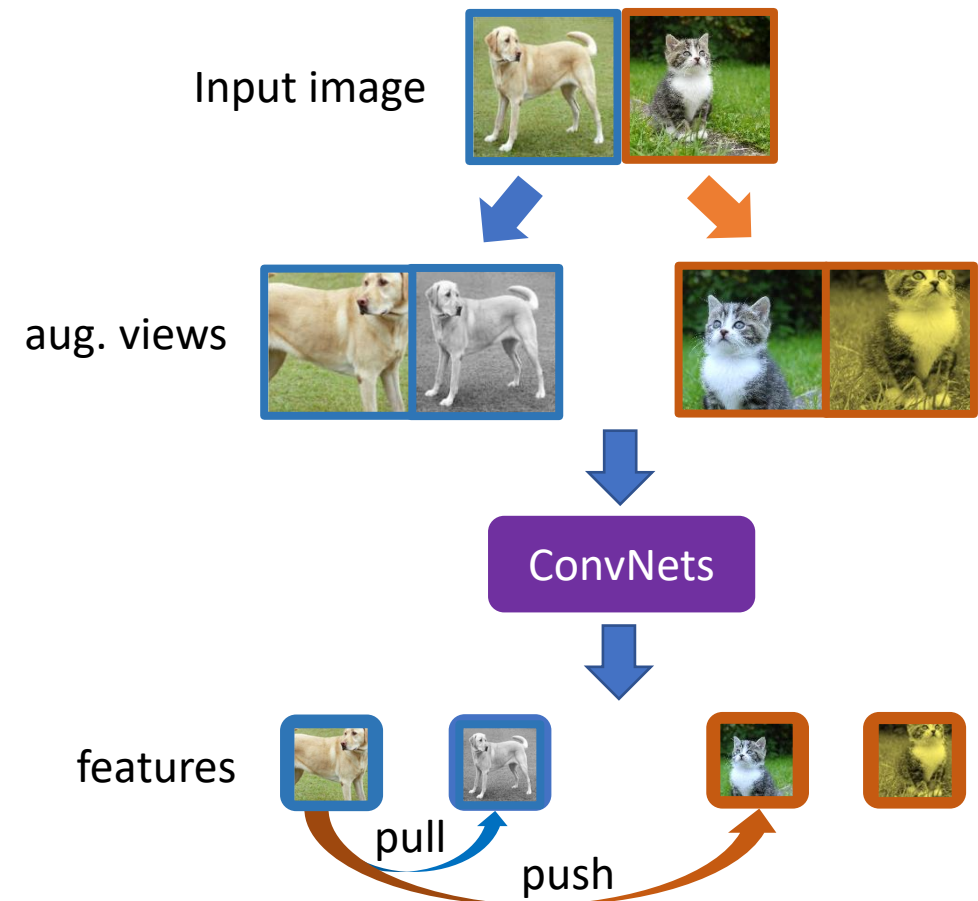 Input image
aug. views
ConvNets
features
pull
push